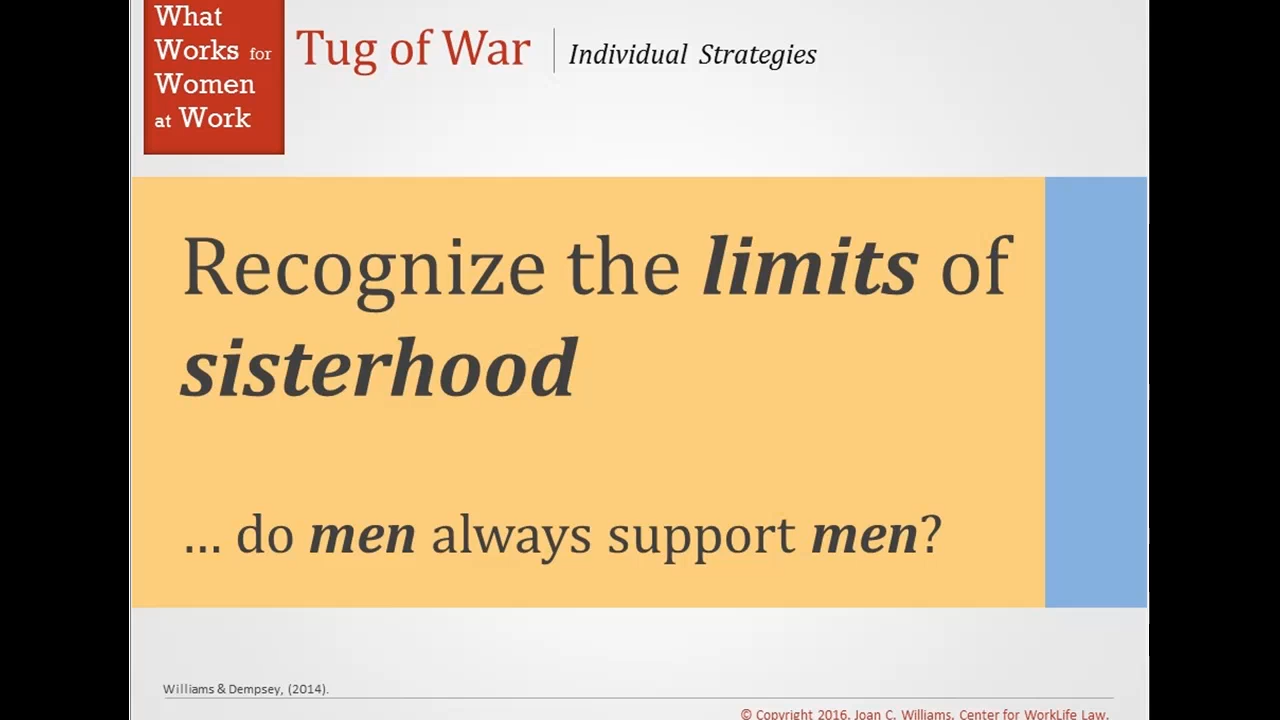 What
Works for
Women
at Work
Tug of War
Individual Strategies
Recognize the limits of
sisterhood
... do men always support men?
Williams & Dempsey, (2014).
© Copyright 2016. Joan C. Williams. Center for WorkLife Law.